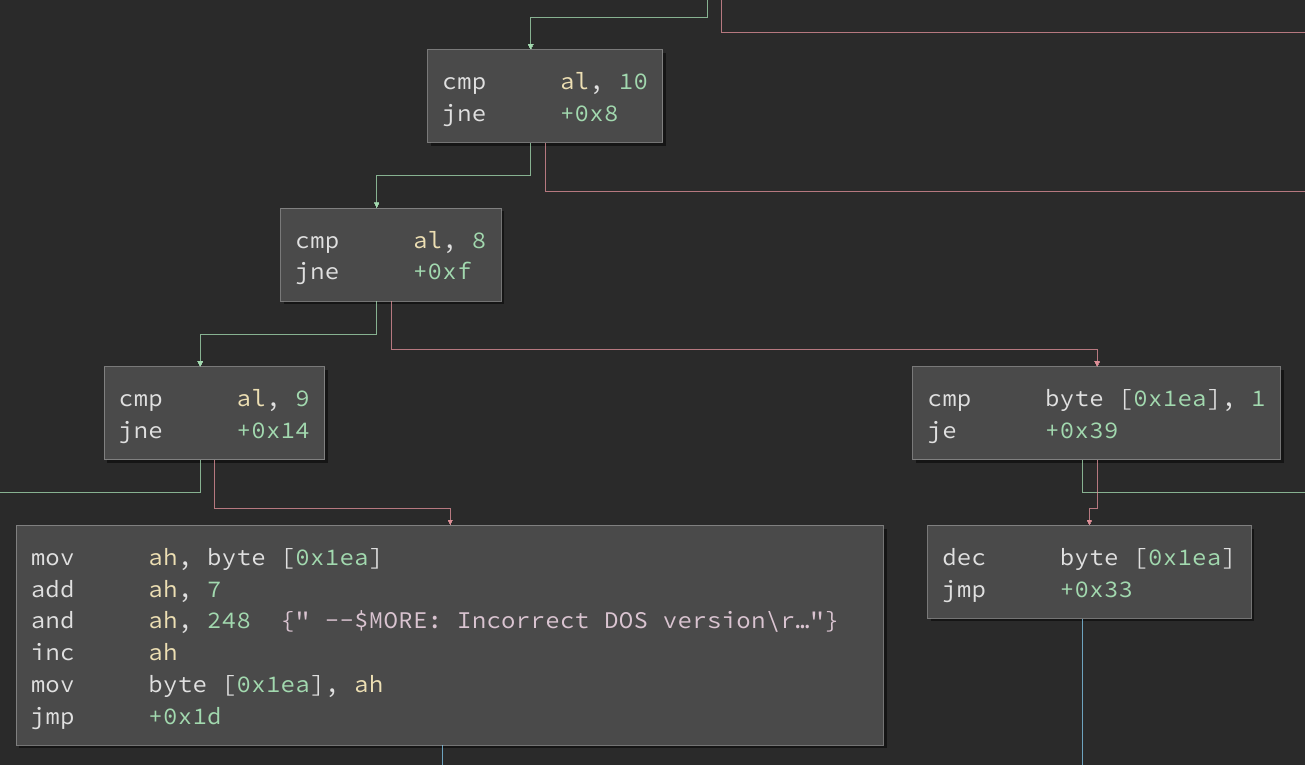 cmp al, 10
jne +0x8
cmp al, 8
jne +0xf
cmp al, 9
jne +0x14
cmp byte [0x1ea], 1
je +0x39
mov ah, byte [0x1ea]
add ah, 7
and ah, 248 {" --$MORE: Incorrect DOS version\r…"}
inc ah
mov byte [0x1ea], ah
jmp +0x1d
dec byte [0x1ea]
jmp +0x33